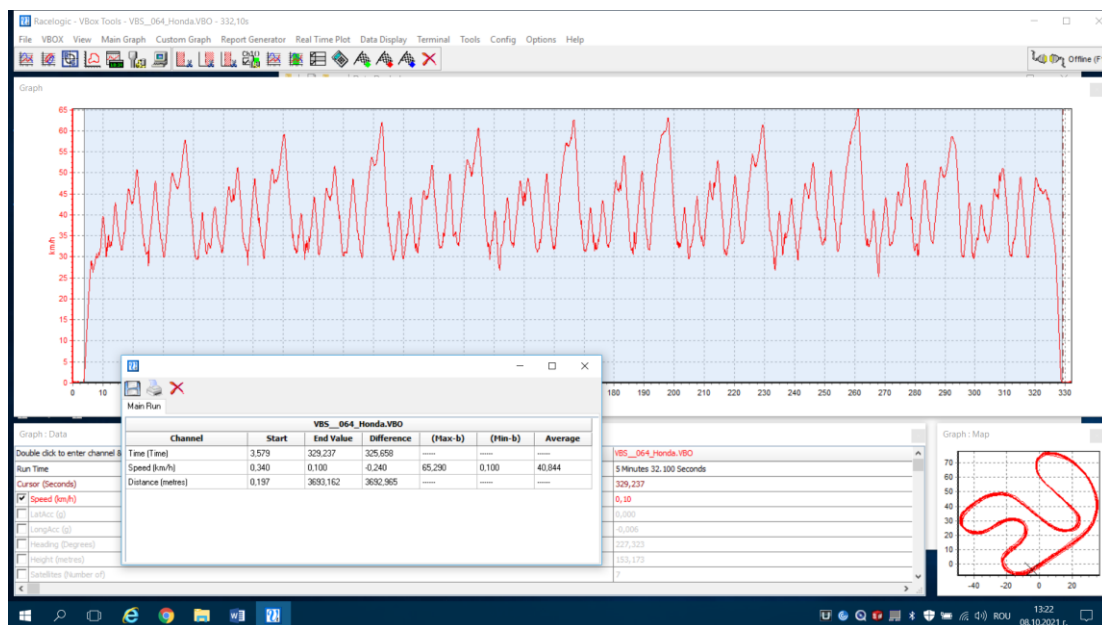 Racelogic - VBox Tools - VBS__064_Honda.VBO - 332,10s
File VBOX View Main Graph Custom Graph Report Generator Real Time Plot Data Display Terminal Tools Config Options Help
Offline (F
Graph
65
60
55
50
45
40
35
30
25
20
15
10
5
0
km/h
0 10 180 190 200 210 220 230 240 250 260 270 280 290 300 310 320 330
Main Run
VBS__064_Honda.VBO
Channel Start End Value Difference (Max-b) (Min-b) Average
Time (Time) 3,579 329,237 325,658 ------ ------ ------
Speed (km/h) 0,340 0,100 -0,240 65,290 0,100 40,844
Distance (metres) 0,197 3693,162 3692,965 ------ ------ ------
Graph : Data
Double click to enter channel & VBS__064_Honda.VBO
Run Time 5 Minutes 32.100 Seconds
Cursor (Seconds) 329,237
Speed (km/h) 0,10
LatAcc (g) 0,000
LongAcc (g) -0,006
Heading (Degrees) 227,323
Height (metres) 153,173
Satellites (Number of) 7
Graph : Map
70
60
50
40
30
20
10
0
-40 -20 0 20
ROU
13:22
08.10.2021 г.